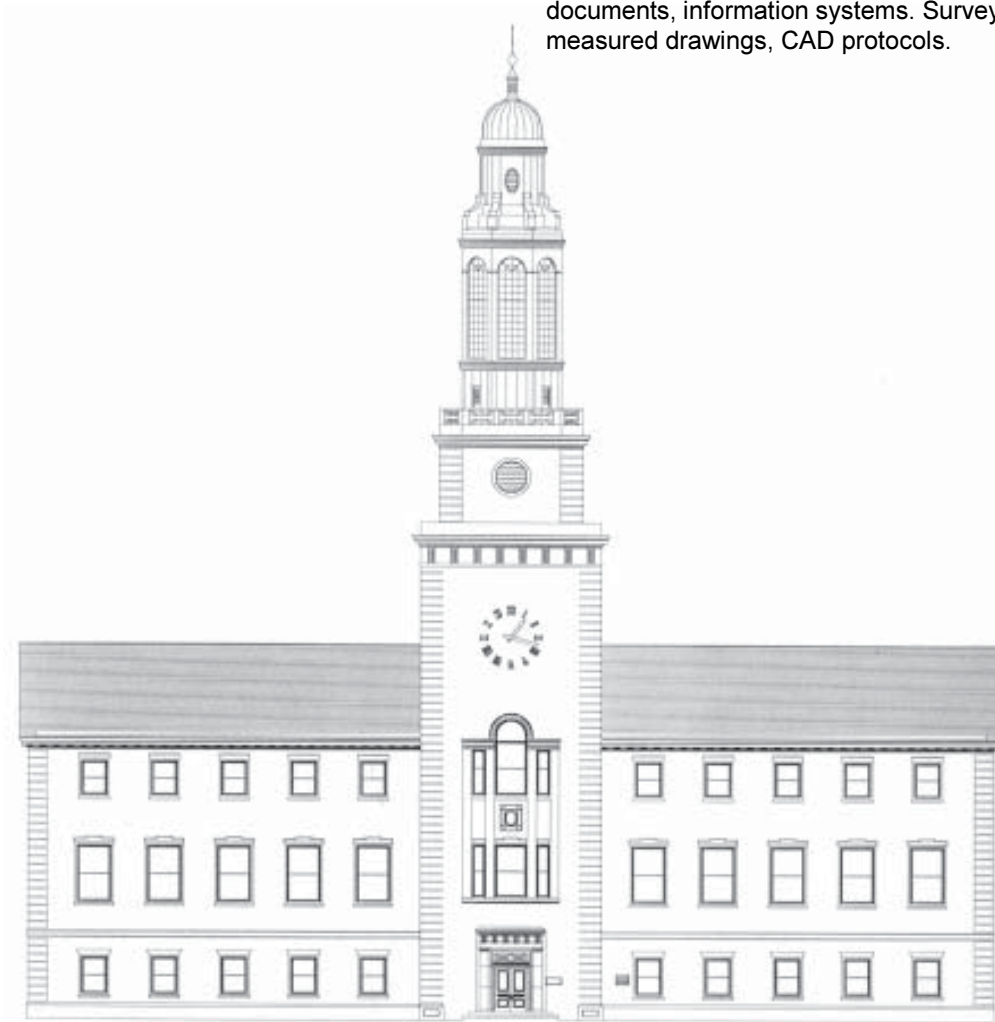 documents, information systems. Survey
measured drawings, CAD protocols.